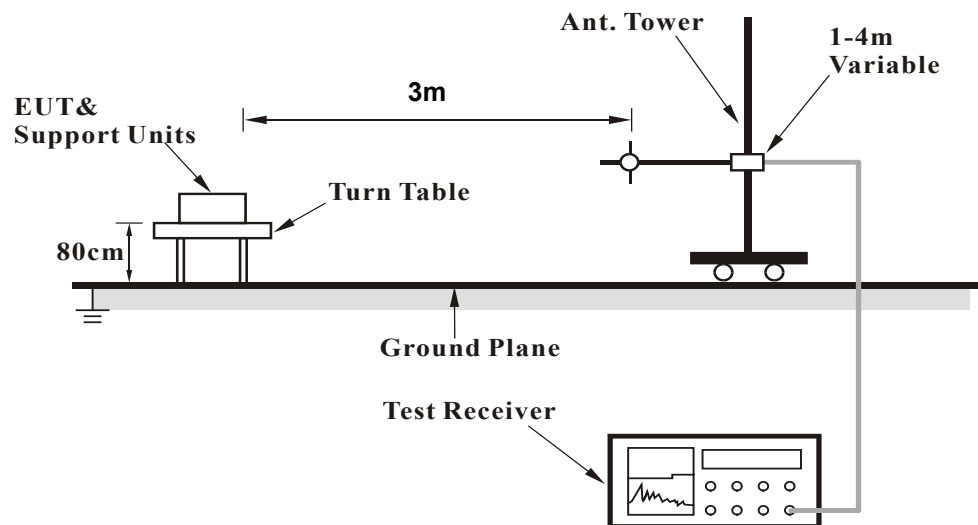 Ant. Tower
1-4m
Variable
3m
EUT&
Support Units
Turn Table
80cm
Ground Plane
Test Receiver